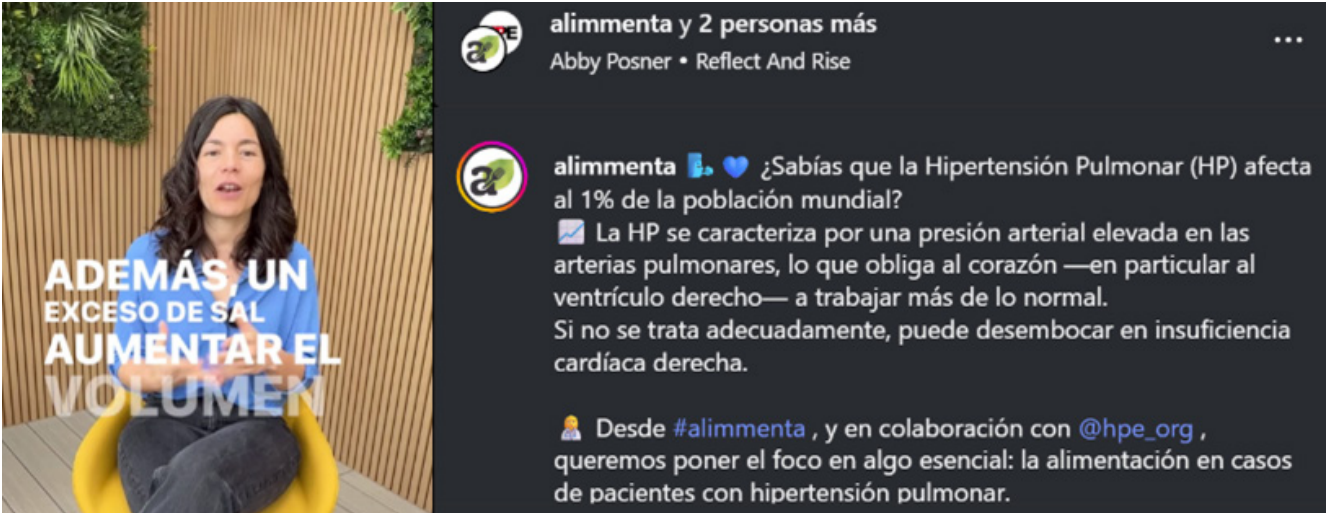 ADEMÁS, UN
EXCESO DE SAL
AUMENTAR EL
VOLUMEN
alimmenta y 2 personas más
Abby Posner • Reflect And Rise
alimmenta 🌬️ 💙 ¿Sabías que la Hipertensión Pulmonar (HP) afecta
al 1% de la población mundial?
📈 La HP se caracteriza por una presión arterial elevada en las
arterias pulmonares, lo que obliga al corazón —en particular al
ventrículo derecho— a trabajar más de lo normal.
Si no se trata adecuadamente, puede desembocar en insuficiencia
cardíaca derecha.
👩‍⚕️ Desde #alimmenta , y en colaboración con @hpe_org ,
queremos poner el foco en algo esencial: la alimentación en casos
de pacientes con hipertensión pulmonar.